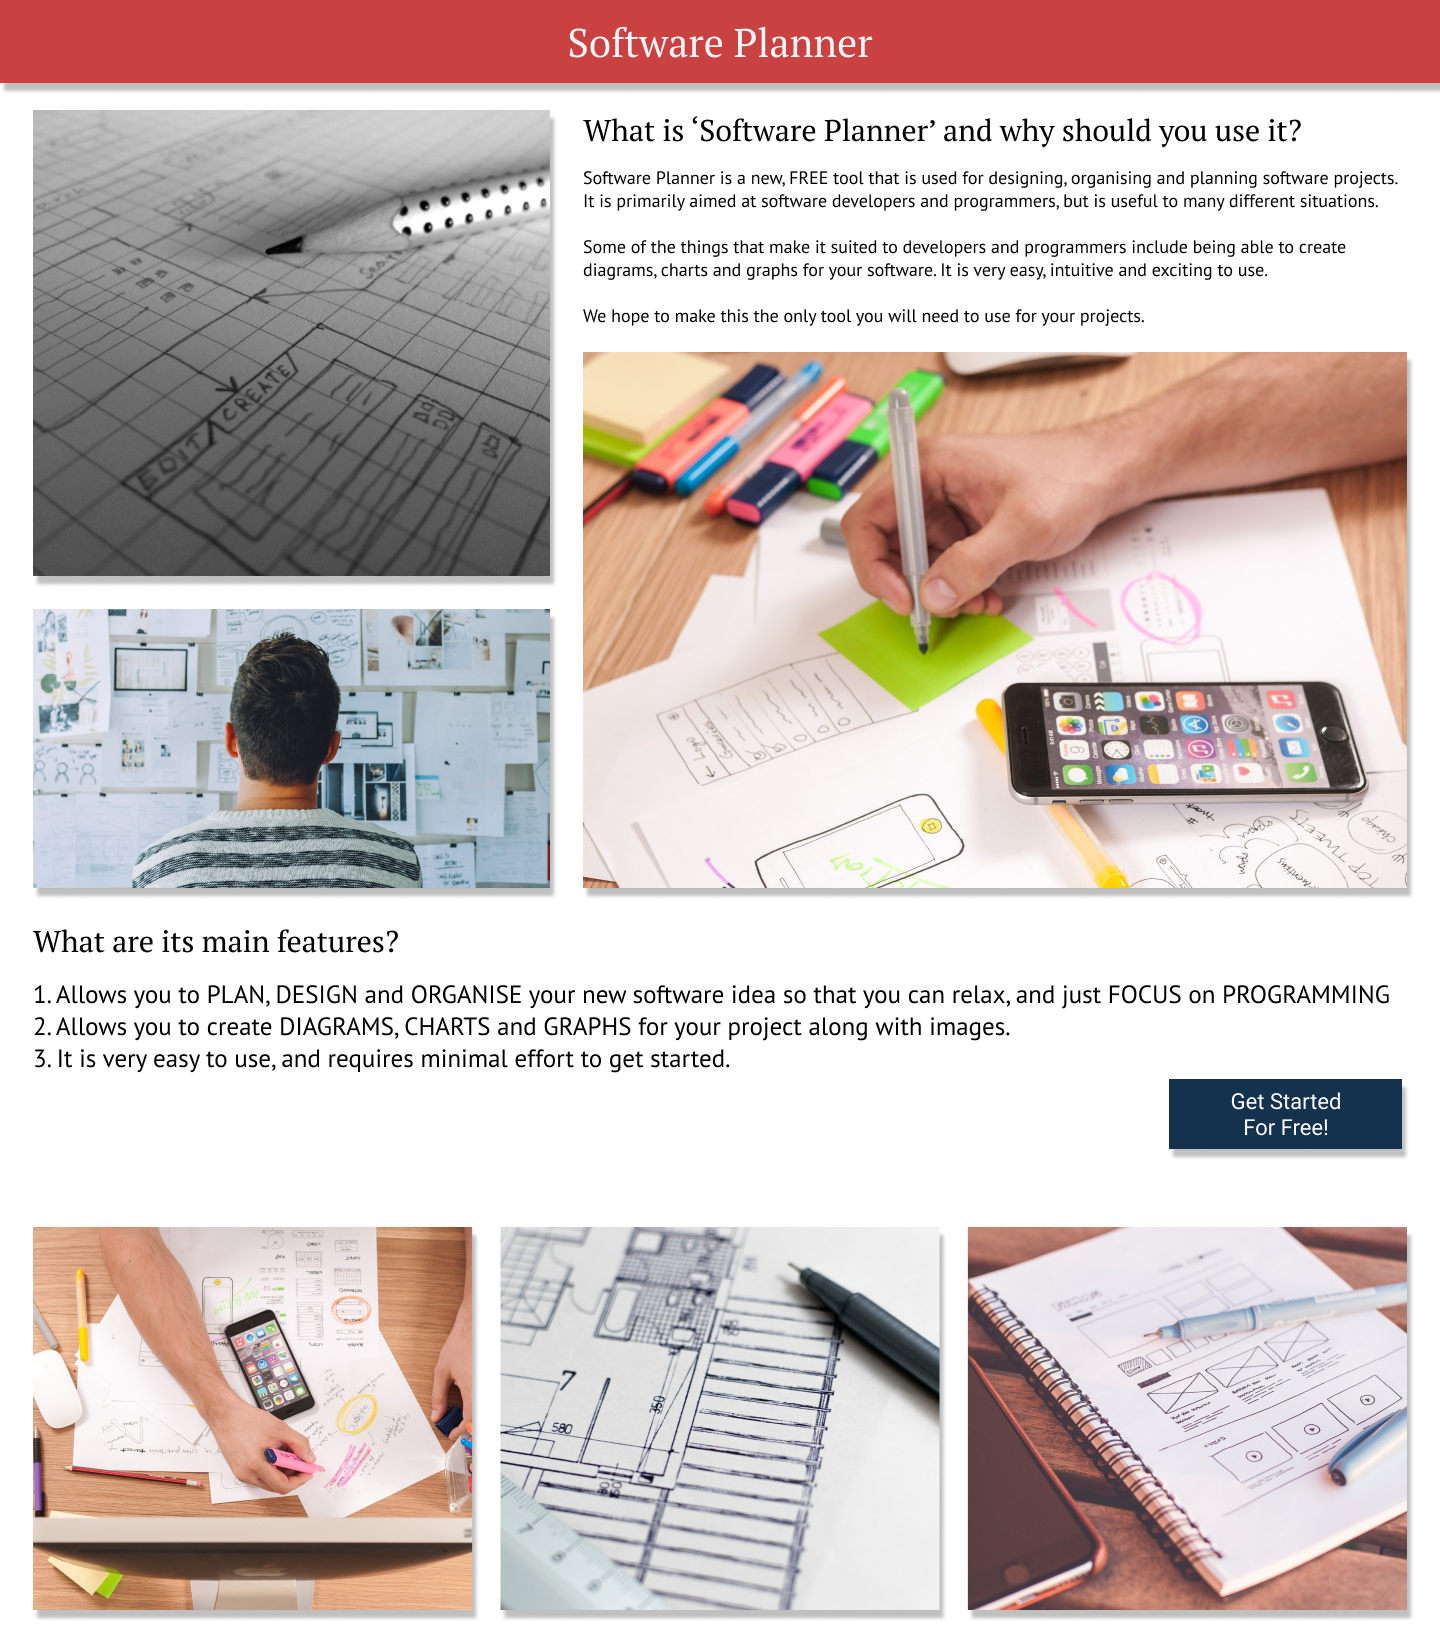 Software Planner
What is ‘Software Planner’ and why should you use it?
Software Planner is a new, FREE tool that is used for designing, organising and planning software projects.
It is primarily aimed at software developers and programmers, but is useful to many different situations.
Some of the things that make it suited to developers and programmers include being able to create
diagrams, charts and graphs for your software. It is very easy, intuitive and exciting to use.
We hope to make this the only tool you will need to use for your projects.
EDIT / CREATE
What are its main features?
1. Allows you to PLAN, DESIGN and ORGANISE your new software idea so that you can relax, and just FOCUS on PROGRAMMING
2. Allows you to create DIAGRAMS, CHARTS and GRAPHS for your project along with images.
3. It is very easy to use, and requires minimal effort to get started.
Get Started
For Free!
7
580
350
7